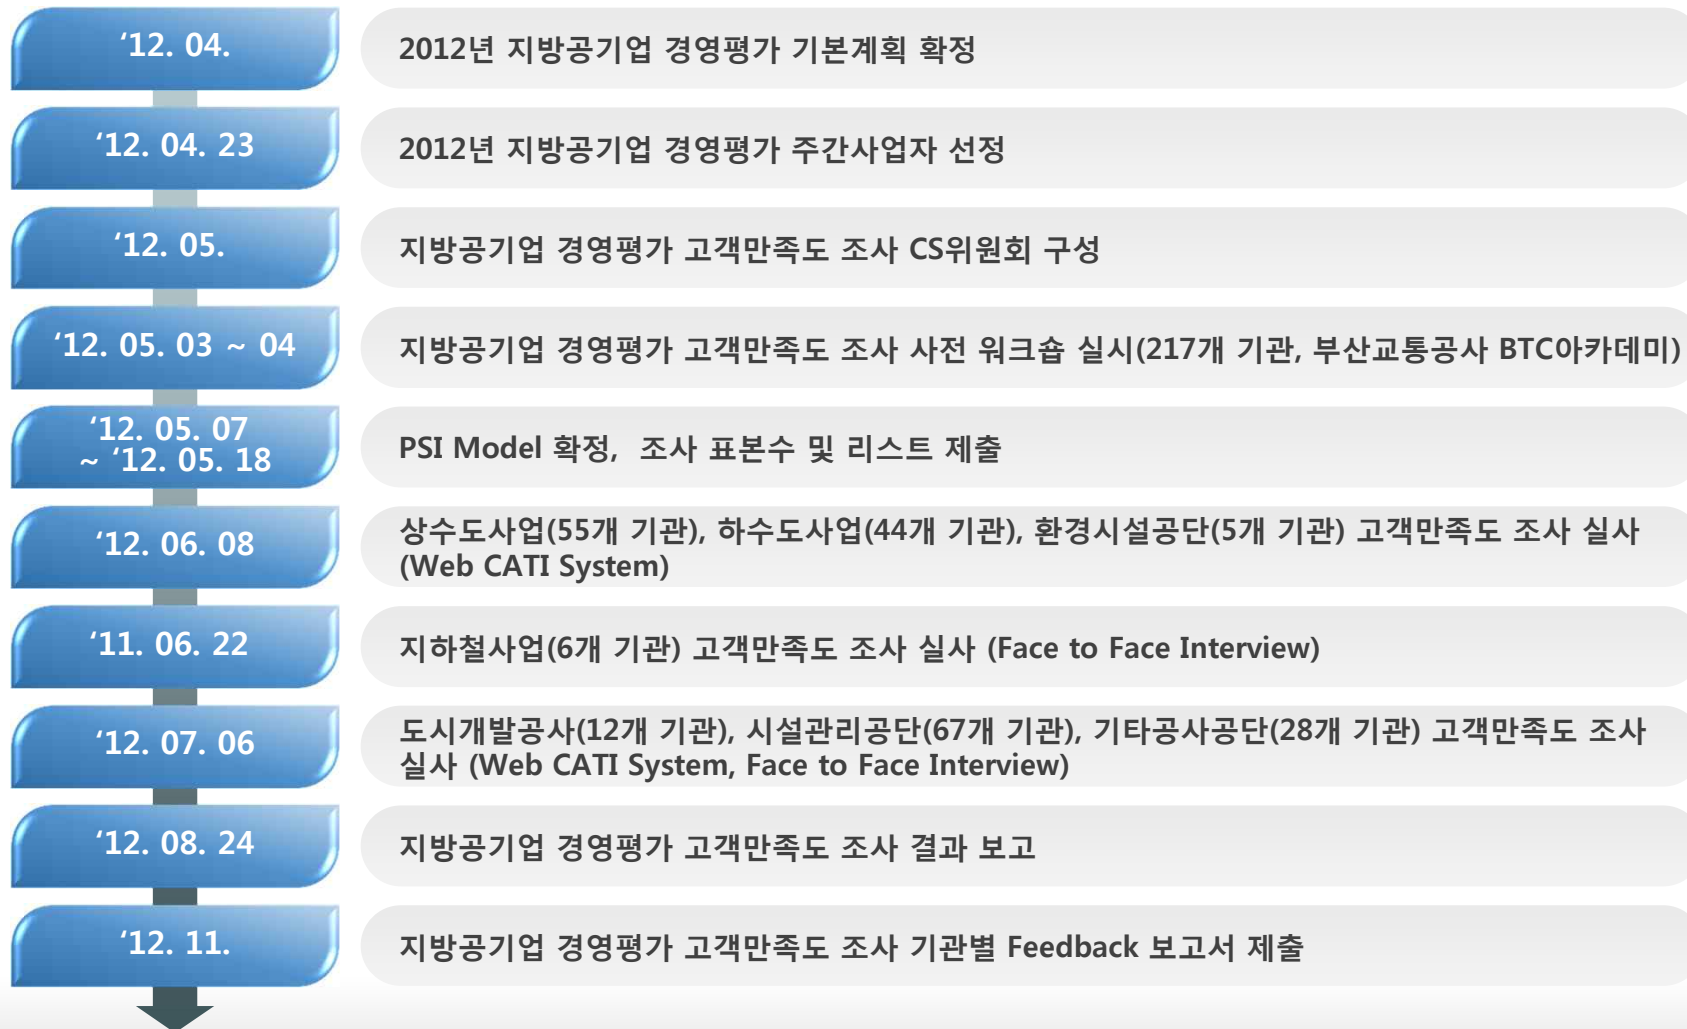 ‘12. 04.
2012년 지방공기업 경영평가 기본계획 확정
‘12. 04. 23
2012년 지방공기업 경영평가 주간사업자 선정
‘12. 05.
지방공기업 경영평가 고객만족도 조사 CS위원회 구성
‘12. 05. 03 ~ 04
지방공기업 경영평가 고객만족도 조사 사전 워크숍 실시(217개 기관, 부산교통공사 BTC아카데미)
‘12. 05. 07
~ ‘12. 05. 18
PSI Model 확정, 조사 표본수 및 리스트 제출
‘12. 06. 08
상수도사업(55개 기관), 하수도사업(44개 기관), 환경시설공단(5개 기관) 고객만족도 조사 실사
(Web CATI System)
‘11. 06. 22
지하철사업(6개 기관) 고객만족도 조사 실사 (Face to Face Interview)
‘12. 07. 06
도시개발공사(12개 기관), 시설관리공단(67개 기관), 기타공사공단(28개 기관) 고객만족도 조사
실사 (Web CATI System, Face to Face Interview)
‘12. 08. 24
지방공기업 경영평가 고객만족도 조사 결과 보고
‘12. 11.
지방공기업 경영평가 고객만족도 조사 기관별 Feedback 보고서 제출